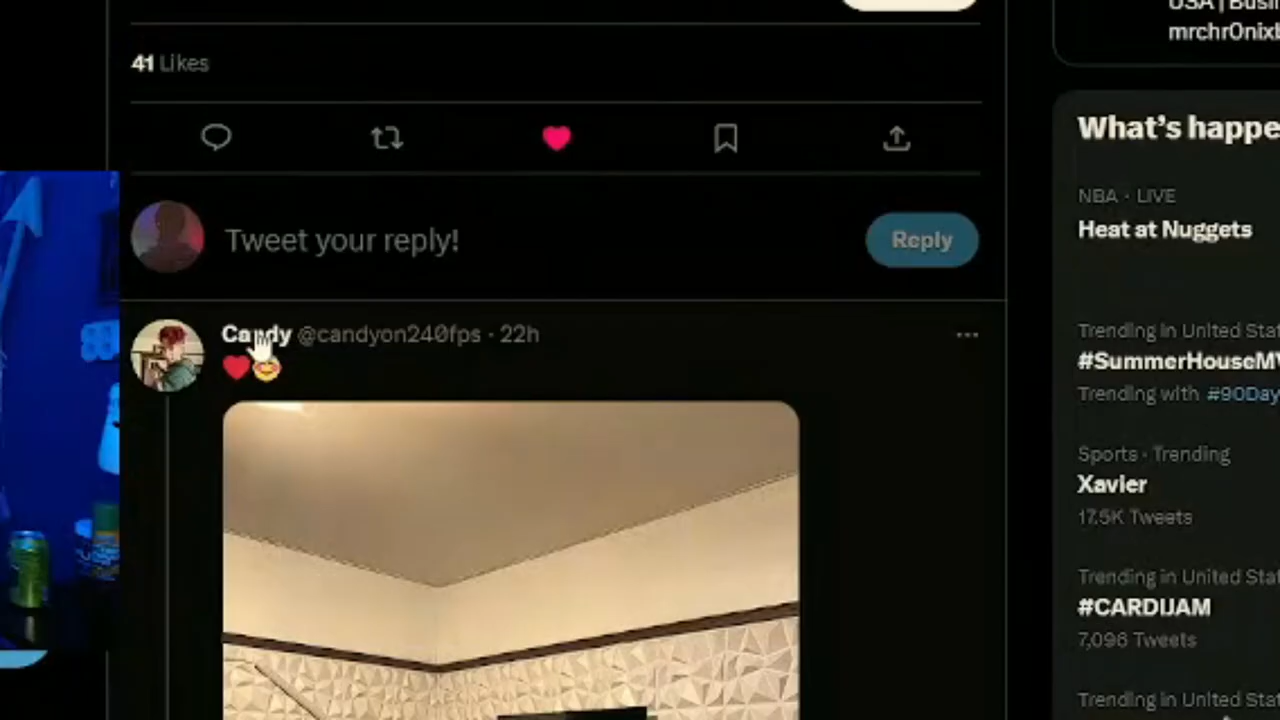 41 Likes
Tweet your reply!
Reply
Candy @candyon240fps · 22h
USA | Busi
mrchr0nixb
What's happe
NBA · LIVE
Heat at Nuggets
Trending in United Stat
#SummerHouseMV
Trending with #90Day
Sports · Trending
Xavier
17.5K Tweets
Trending in United Stat
#CARDIJAM
7,096 Tweets
Trending in United Stat